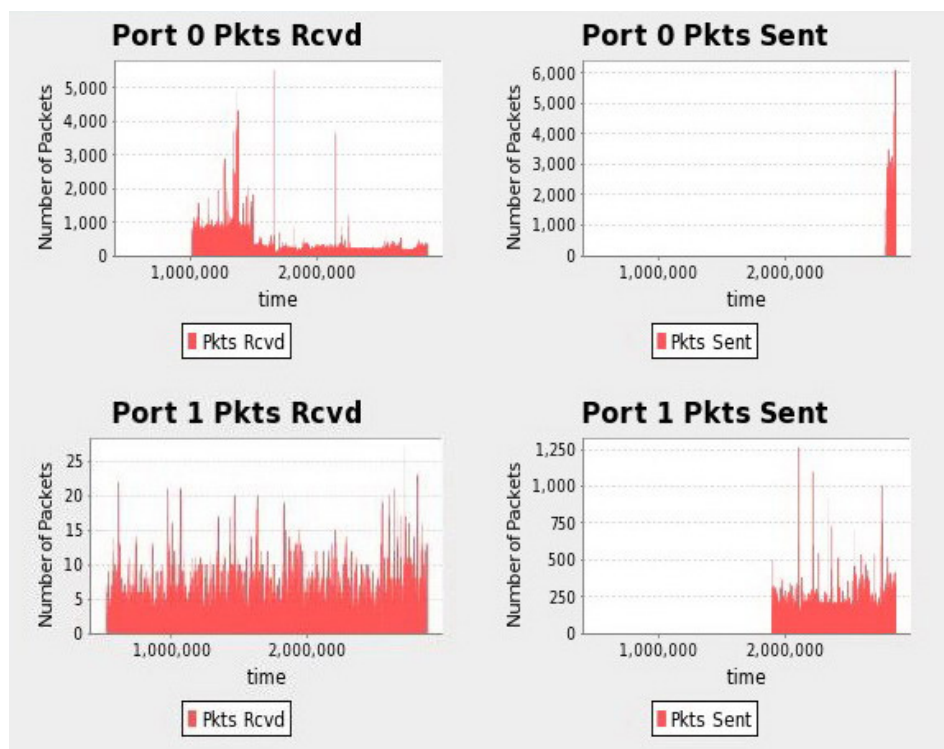 Port 0 Pkts Rcvd
Number of Packets
5,000
4,000
3,000
2,000
1,000
0
1,000,000 2,000,000
time
Pkts Rcvd
Port 0 Pkts Sent
Number of Packets
6,000
5,000
4,000
3,000
2,000
1,000
0
1,000,000 2,000,000
time
Pkts Sent
Port 1 Pkts Rcvd
Number of Packets
25
20
15
10
5
0
1,000,000 2,000,000
time
Pkts Rcvd
Port 1 Pkts Sent
Number of Packets
1,250
1,000
750
500
250
0
1,000,000 2,000,000
time
Pkts Sent